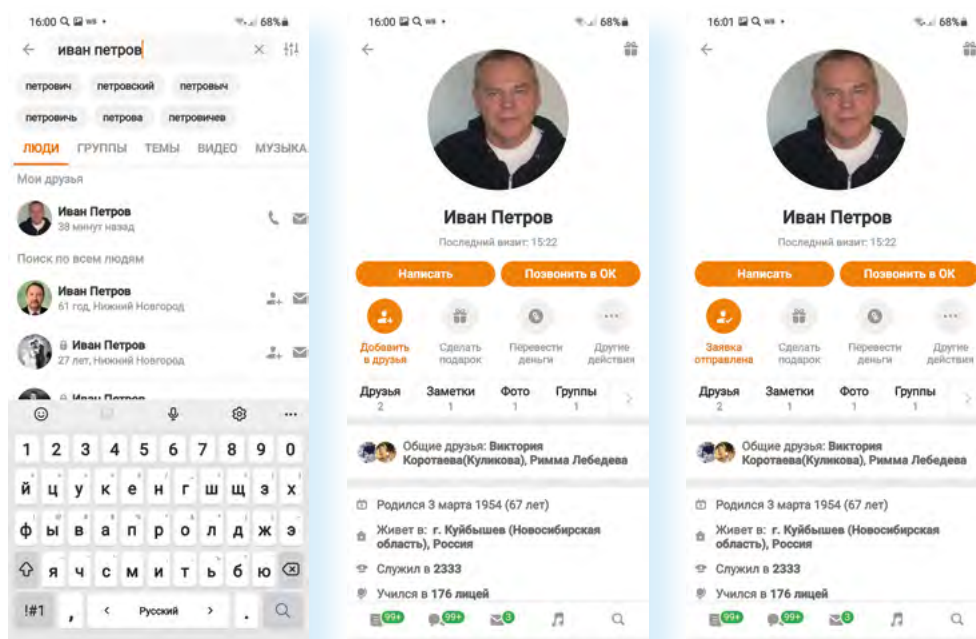 16:00 WB 68%
иван петров
петрович петровский петровыч
петровичь петрова петровичев
ЛЮДИ ГРУППЫ ТЕМЫ ВИДЕО МУЗЫКА
Мои друзья
Иван Петров
38 минут назад
Поиск по всем людям
Иван Петров
61 год, Нижний Новгород
Иван Петров
27 лет, Нижний Новгород
Иван Петров
1 2 3 4 5 6 7 8 9 0
й ц у к е н г ш щ з х
ф ы в а п р о л д ж э
я ч с м и т ь б ю
!#1 , < Русский > .
16:00 WB 68%
Иван Петров
Последний визит: 15:22
Написать Позвонить в ОК
Добавить в друзья
Сделать подарок
Перевести деньги
Другие действия
Друзья Заметки Фото Группы
2 1 1 1
Общие друзья: Виктория
Коротаева(Куликова), Римма Лебедева
Родился 3 марта 1954 (67 лет)
Живет в: г. Куйбышев (Новосибирская
область), Россия
Служил в 2333
Учился в 176 лицей
99+ 99+ 3
16:01 WB 68%
Иван Петров
Последний визит: 15:22
Написать Позвонить в ОК
Заявка отправлена
Сделать подарок
Перевести деньги
Другие действия
Друзья Заметки Фото Группы
2 1 1 1
Общие друзья: Виктория
Коротаева(Куликова), Римма Лебедева
Родился 3 марта 1954 (67 лет)
Живет в: г. Куйбышев (Новосибирская
область), Россия
Служил в 2333
Учился в 176 лицей
99+ 99+ 3